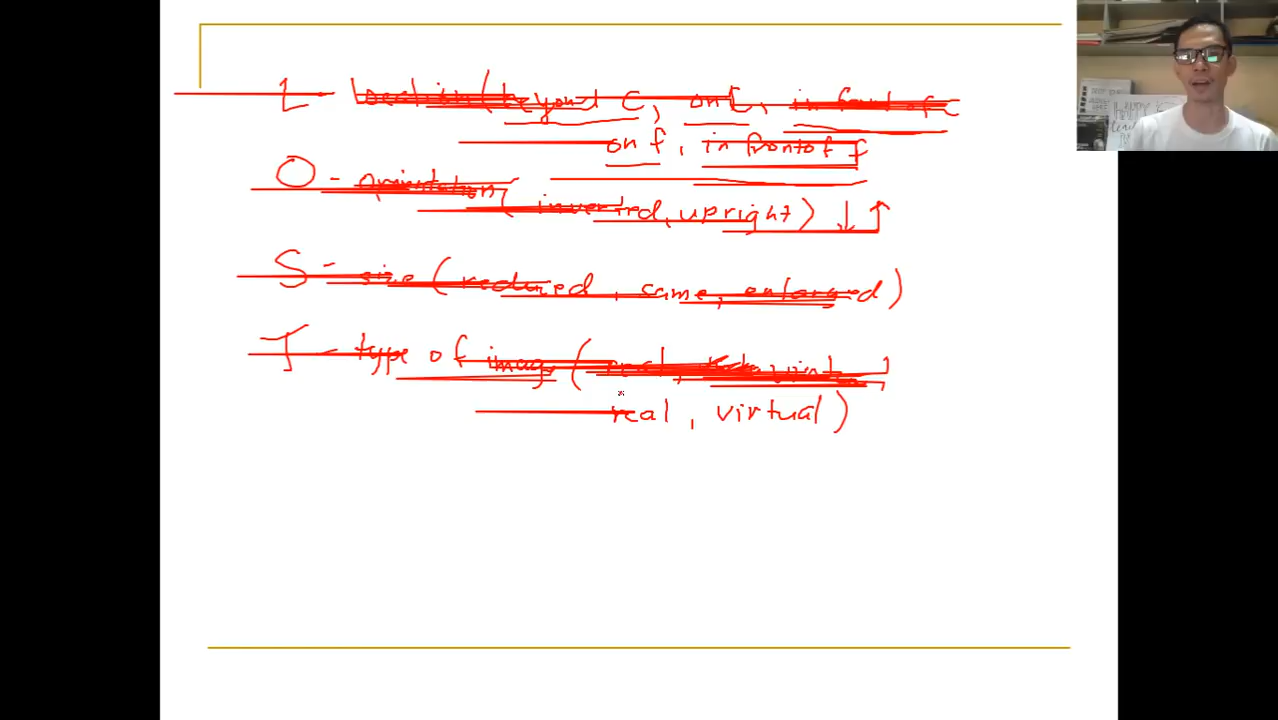 L - Location (beyond C, on C, in front of C
on f, in front of f
O - orientation (inverted, upright) ↓ ↑
S - size (reduced, same, enlarged)
T - type of image (real,
real, virtual)